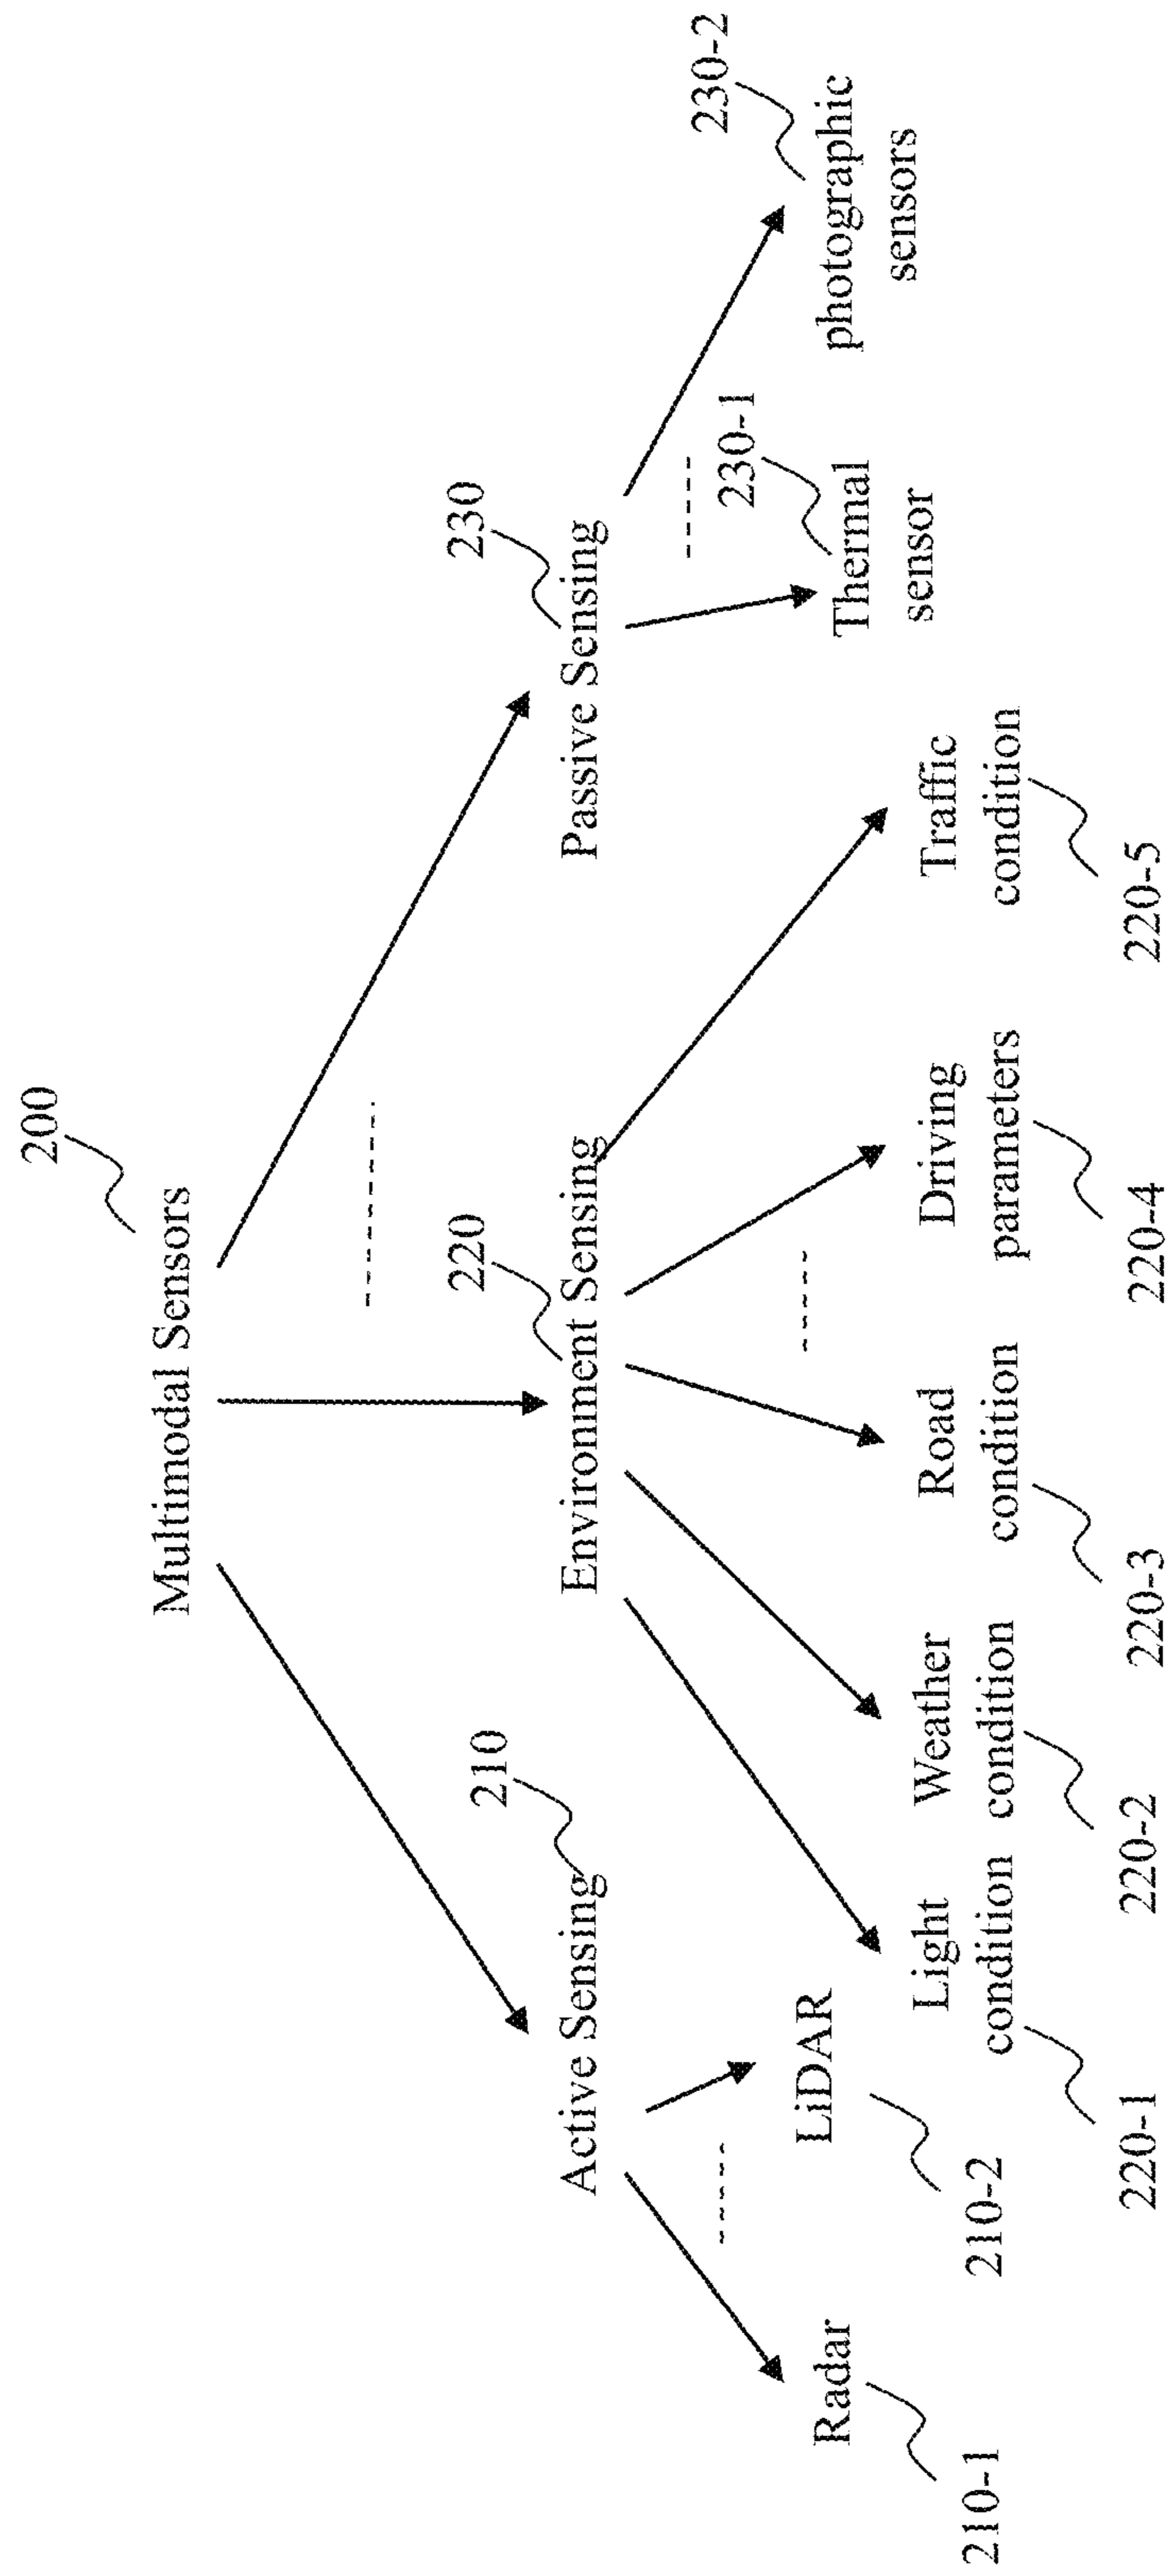 200
Multimodal Sensors
210
220
230
Active Sensing
Environment Sensing
Passive Sensing
230-1
230-2
Radar
LiDAR
Thermal
sensor
photographic
sensors
210-1
210-2
Light
condition
Weather
condition
Road
condition
Driving
parameters
Traffic
condition
220-1
220-2
220-3
220-4
220-5